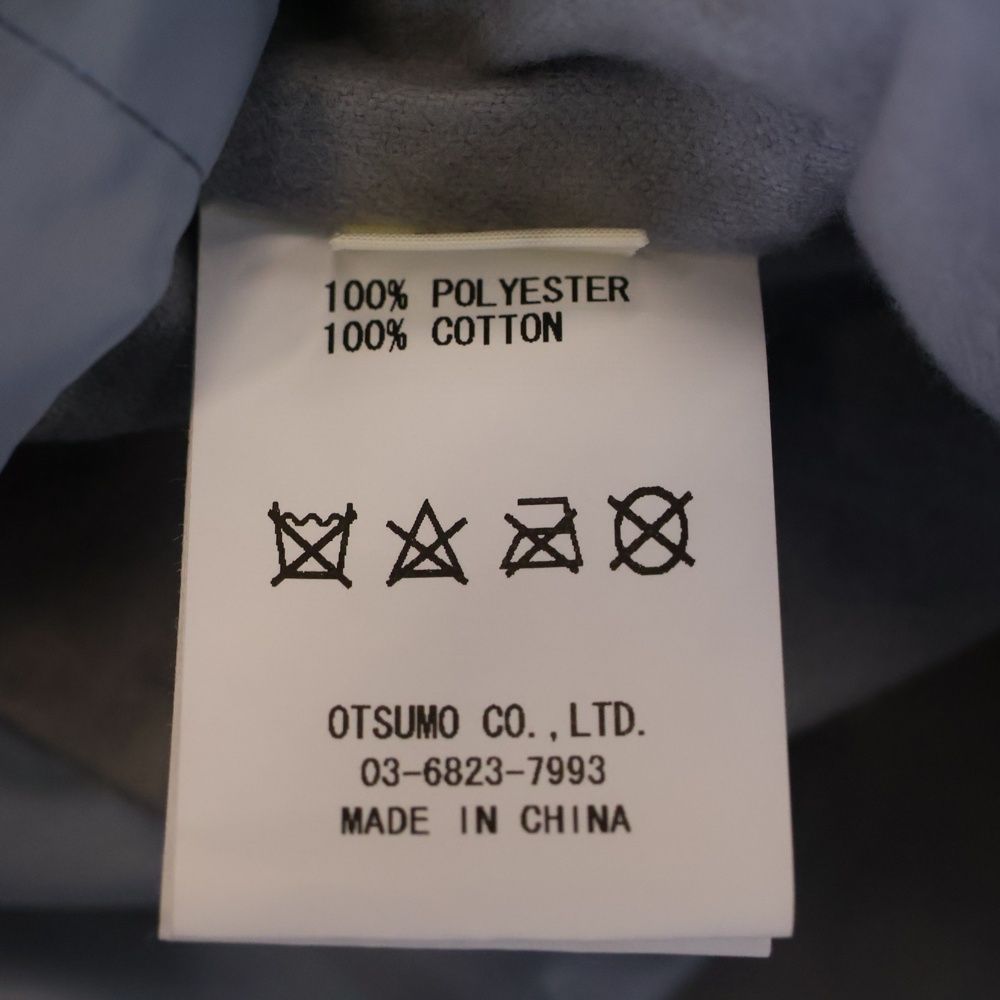 100% POLYESTER
100% COTTON
OTSUMO CO.,LTD.
03-6823-7993
MADE IN CHINA